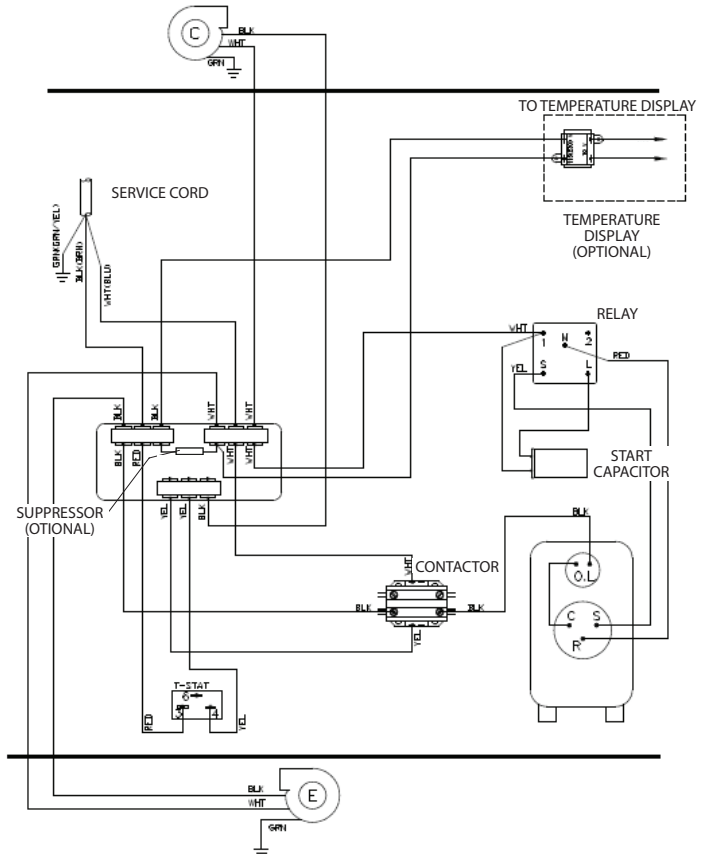 C
BLK
WHT
GRN
TO TEMPERATURE DISPLAY
TEMPERATURE
DISPLAY
(OPTIONAL)
SERVICE CORD
GRN(GRN/YEL)
BLK(BRN)
WHT(BLU)
RELAY
WHT
1
W
2
YEL
S
L
RED
BLK
BLK
WHT
WHT
BLK
RED
WHT
WHT
SUPPRESSOR
(OTIONAL)
YEL
YEL
BLK
START
CAPACITOR
BLK
O.L
C
S
R
WHT
CONTACTOR
BLK
BLK
YEL
T-STAT
6
4
RED
YEL
BLK
WHT
GRN
E